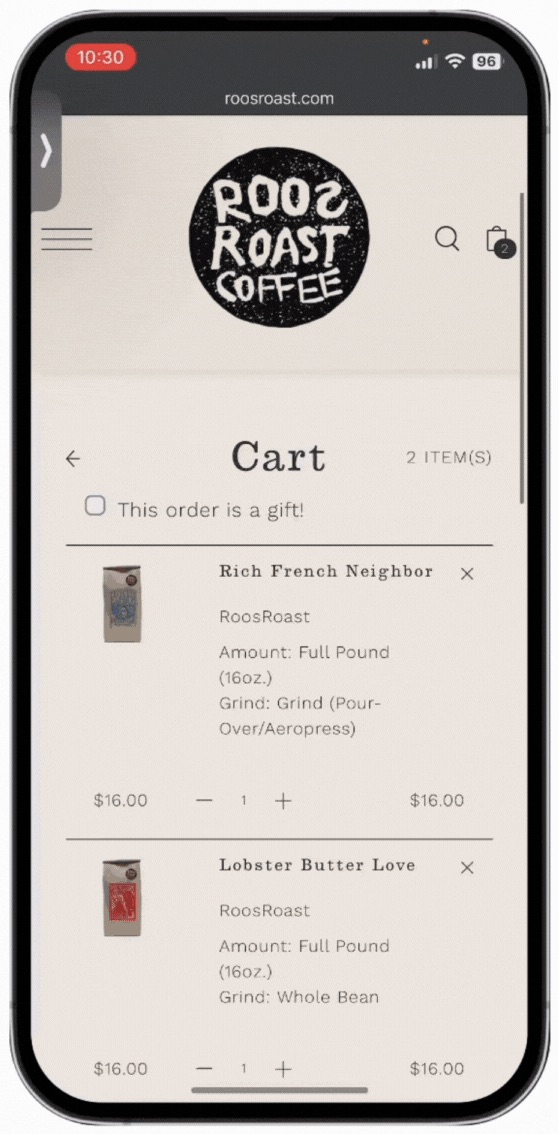 10:30
96
roosroast.com
ROOS
ROAST
COFFEE
2
Cart
2 ITEM(S)
This order is a gift!
Rich French Neighbor
RoosRoast
Amount: Full Pound
(16oz.)
Grind: Grind (Pour-
Over/Aeropress)
$16.00 1 $16.00
Lobster Butter Love
RoosRoast
Amount: Full Pound
(16oz.)
Grind: Whole Bean
$16.00 1 $16.00